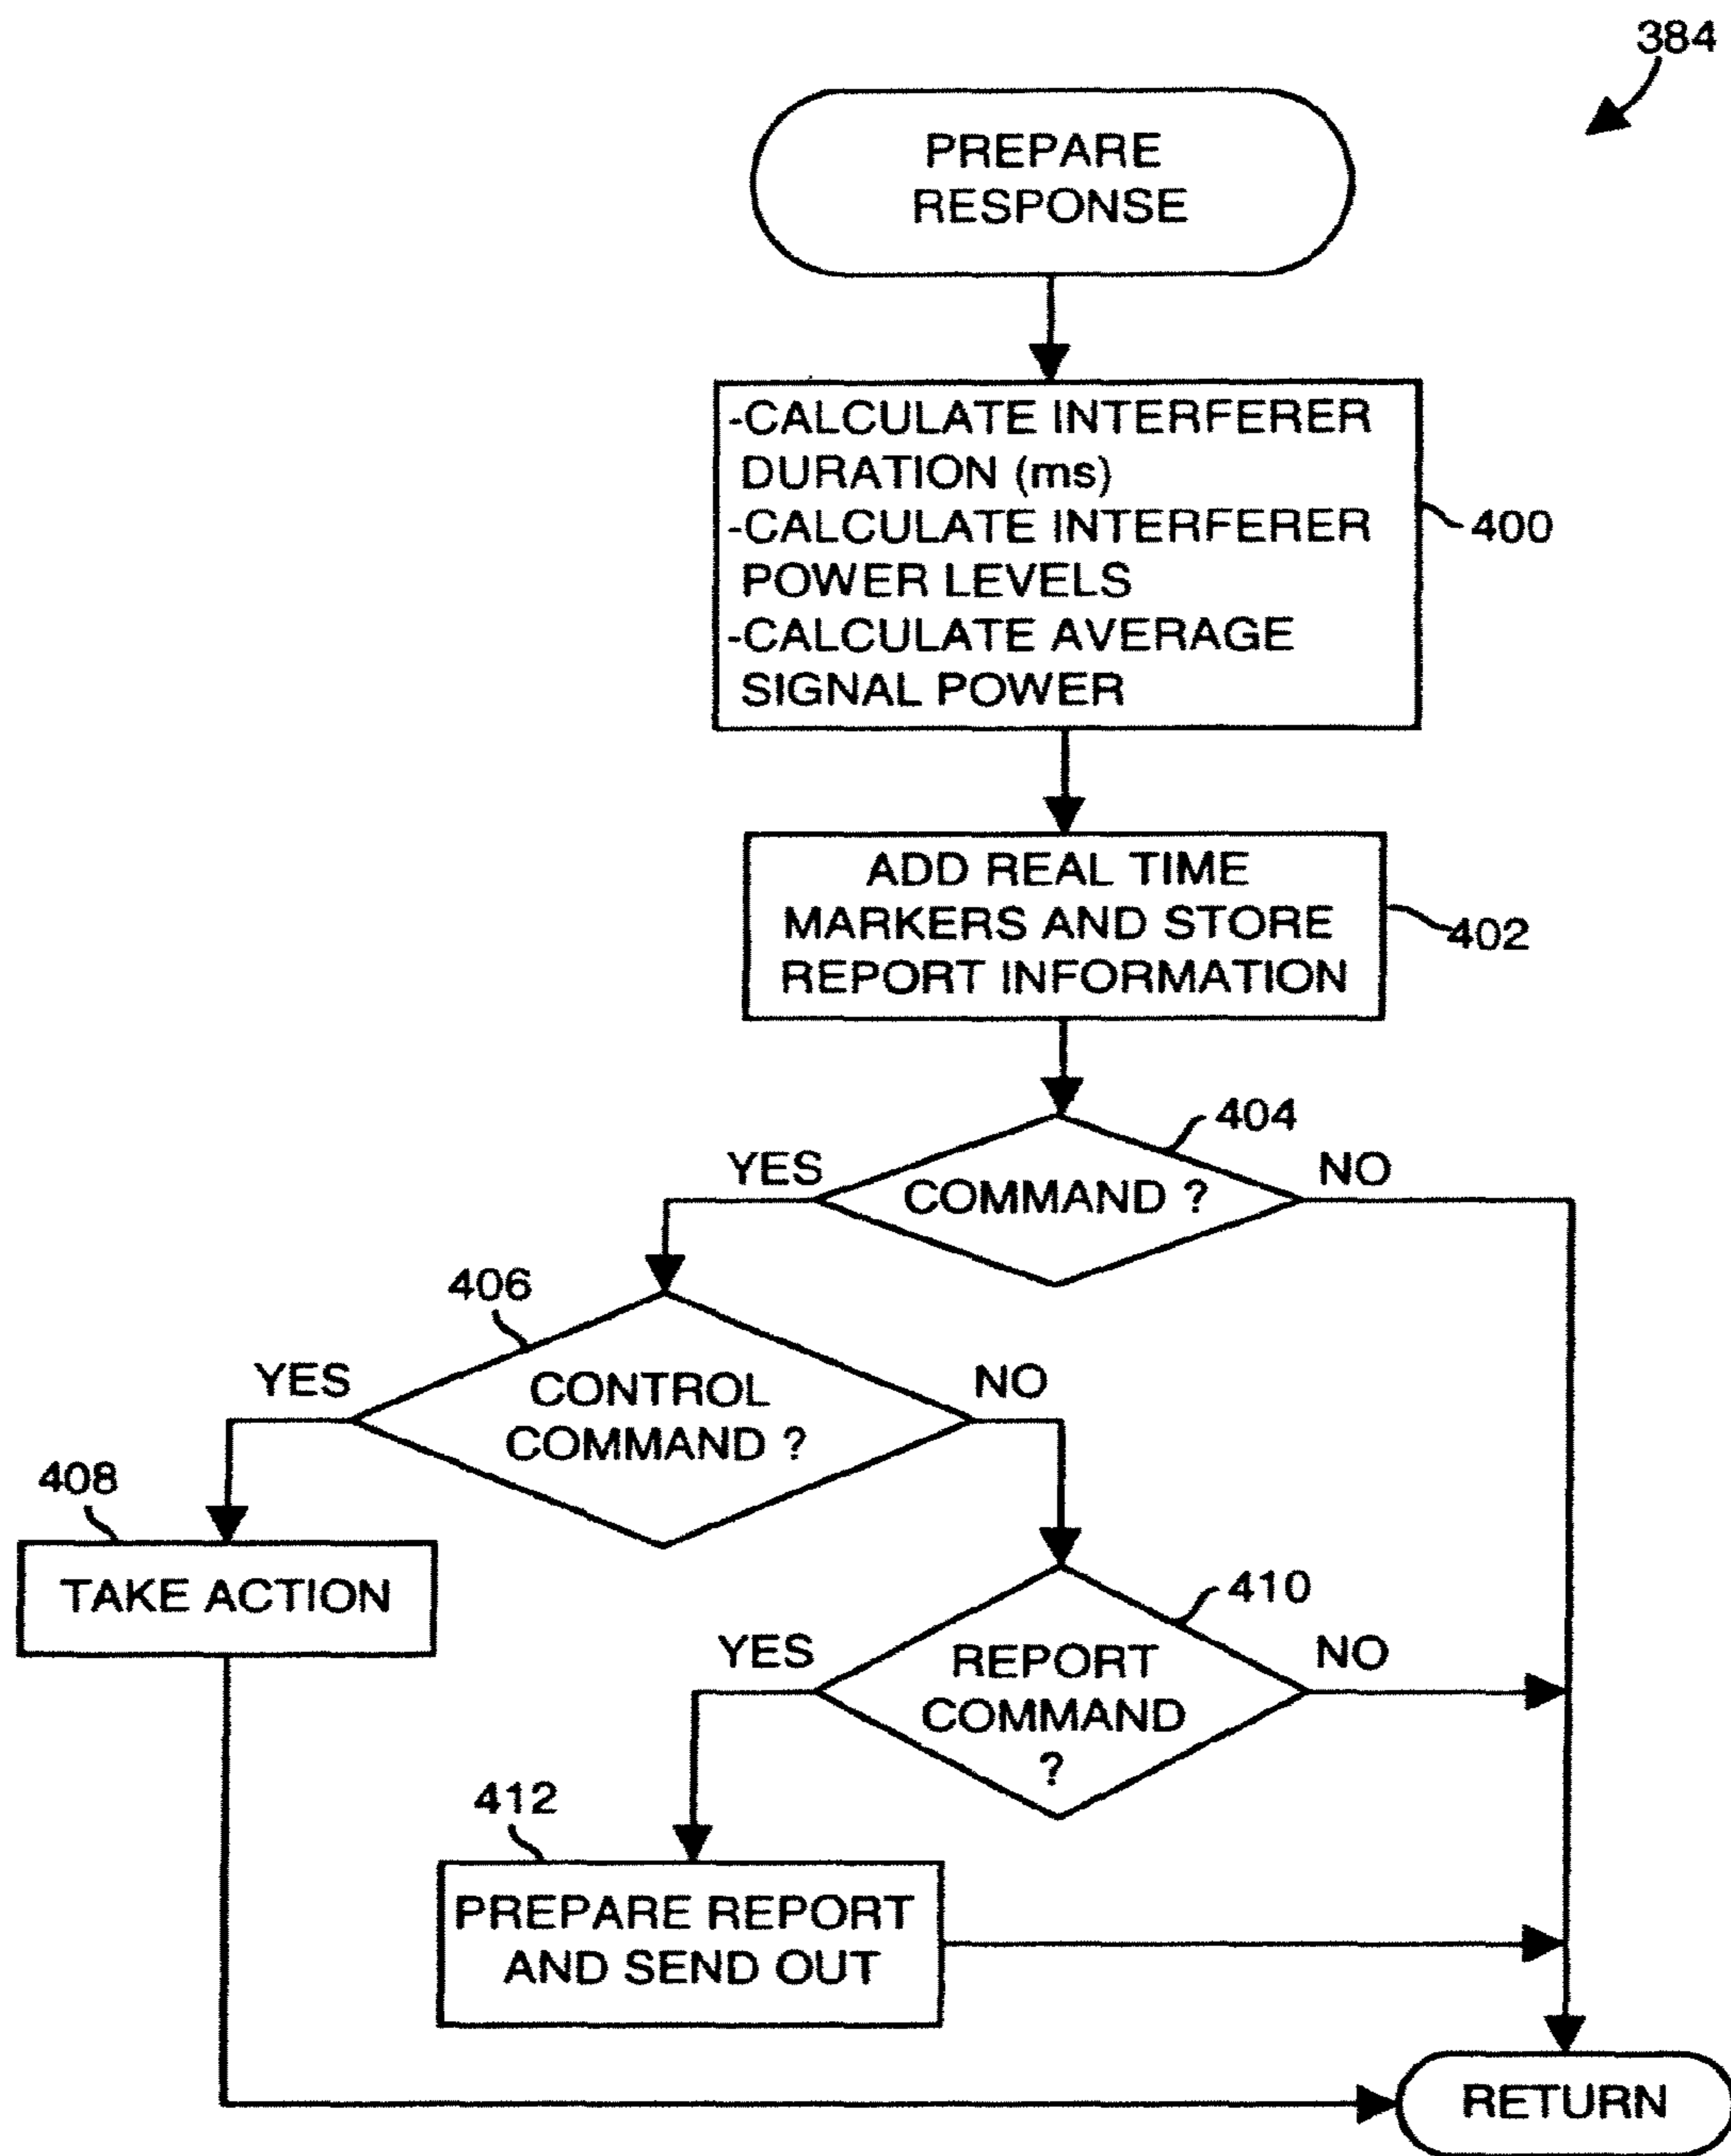 384
PREPARE
RESPONSE
-CALCULATE INTERFERER
DURATION (ms)
-CALCULATE INTERFERER
POWER LEVELS
-CALCULATE AVERAGE
SIGNAL POWER
400
ADD REAL TIME
MARKERS AND STORE
REPORT INFORMATION
402
404
YES
COMMAND ?
NO
406
YES
CONTROL
COMMAND ?
NO
408
TAKE ACTION
410
YES
REPORT
COMMAND
?
NO
412
PREPARE REPORT
AND SEND OUT
RETURN